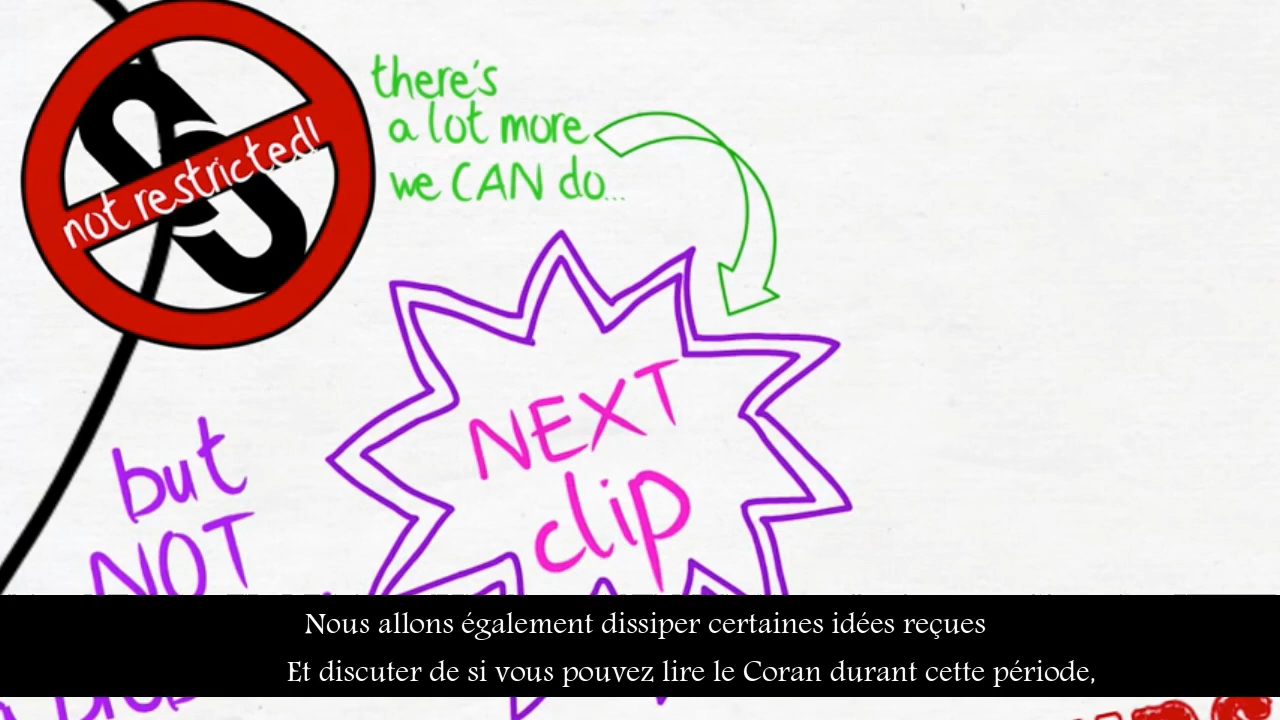 not restricted!
there's
a lot more
we CAN do...
NEXT
clip
but
NOT
Nous allons également dissiper certaines idées reçues
Et discuter de si vous pouvez lire le Coran durant cette période,